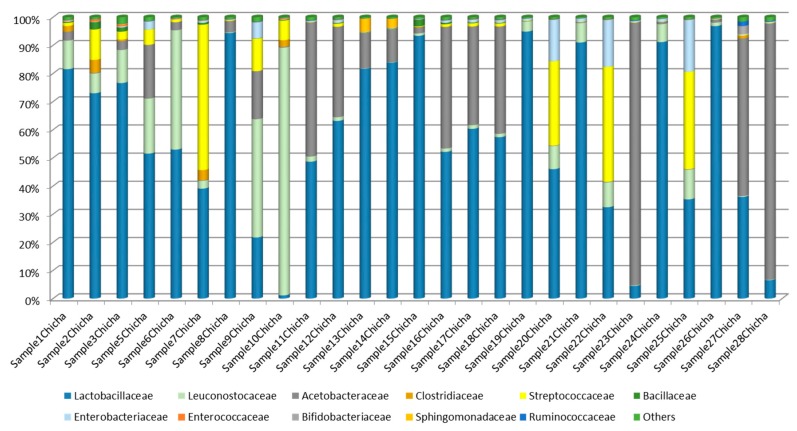 100%
90%
80%
70%
60%
50%
40%
30%
20%
10%
0%
Sample1Chicha
Sample2Chicha
Sample3Chicha
Sample5Chicha
Sample6Chicha
Sample7Chicha
Sample8Chicha
Sample9Chicha
Sample10Chicha
Sample11Chicha
Sample12Chicha
Sample13Chicha
Sample14Chicha
Sample15Chicha
Sample16Chicha
Sample17Chicha
Sample18Chicha
Sample19Chicha
Sample20Chicha
Sample21Chicha
Sample22Chicha
Sample23Chicha
Sample24Chicha
Sample25Chicha
Sample26Chicha
Sample27Chicha
Sample28Chicha
Lactobacillaceae Leuconostocaceae Acetobacteraceae Clostridiaceae Streptococcaceae Bacillaceae
Enterobacteriaceae Enterococcaceae Bifidobacteriaceae Sphingomonadaceae Ruminococcaceae Others